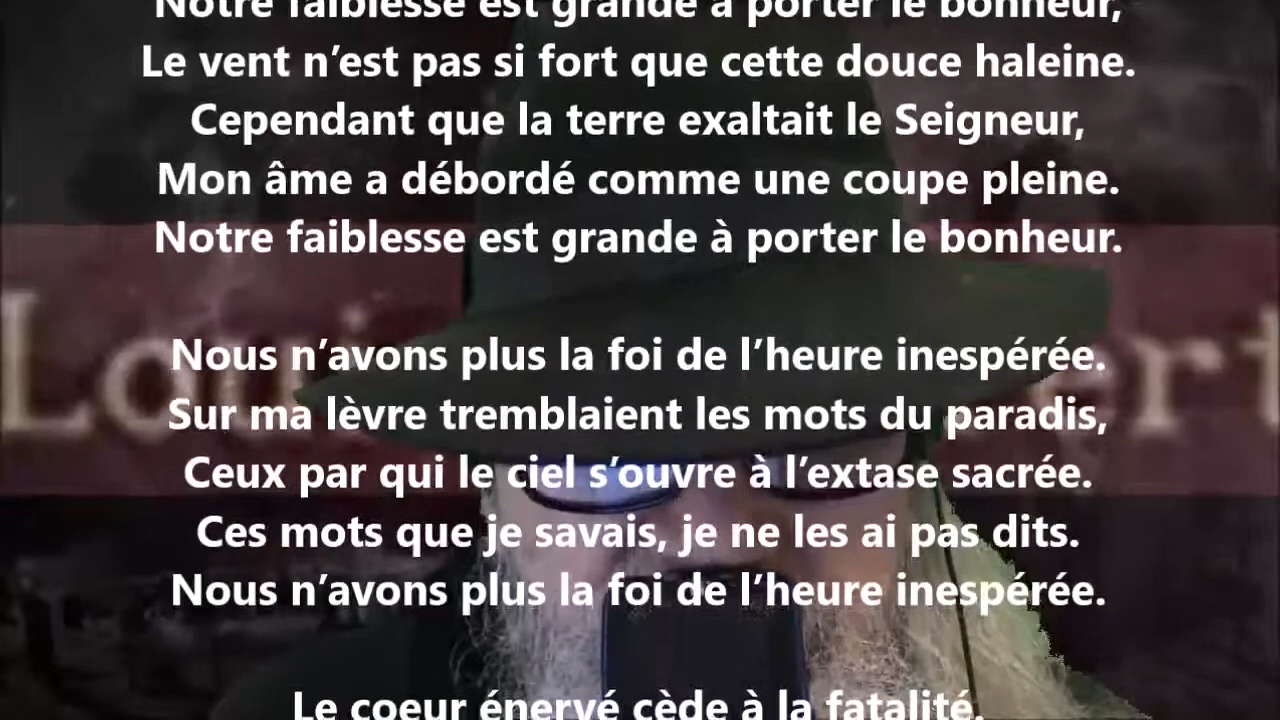 Notre faiblesse est grande à porter le bonheur,
Le vent n’est pas si fort que cette douce haleine.
Cependant que la terre exaltait le Seigneur,
Mon âme a débordé comme une coupe pleine.
Notre faiblesse est grande à porter le bonheur.
Nous n’avons plus la foi de l’heure inespérée.
Sur ma lèvre tremblaient les mots du paradis,
Ceux par qui le ciel s’ouvre à l’extase sacrée.
Ces mots que je savais, je ne les ai pas dits.
Nous n’avons plus la foi de l’heure inespérée.
Le coeur énervé cède à la fatalité.